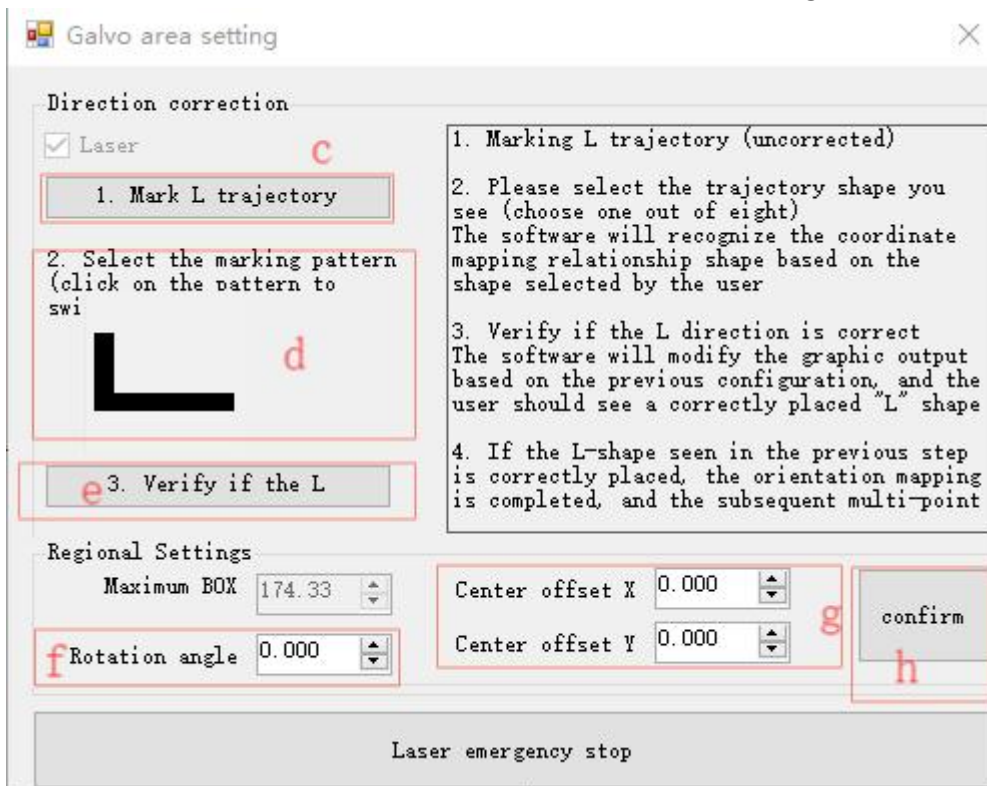 Galvo area setting
Direction correction
Laser
c
1. Mark L trajectory
2. Select the marking pattern
(click on the pattern to
swi
d
e
3. Verify if the L
1. Marking L trajectory (uncorrected)
2. Please select the trajectory shape you
see (choose one out of eight)
The software will recognize the coordinate
mapping relationship shape based on the
shape selected by the user
3. Verify if the L direction is correct
The software will modify the graphic output
based on the previous configuration, and the
user should see a correctly placed "L" shape
4. If the L-shape seen in the previous step
is correctly placed, the orientation mapping
is completed, and the subsequent multi-point
Regional Settings
Maximum BOX 174.33
f Rotation angle 0.000
Center offset X 0.000
Center offset Y 0.000
g
confirm
h
Laser emergency stop